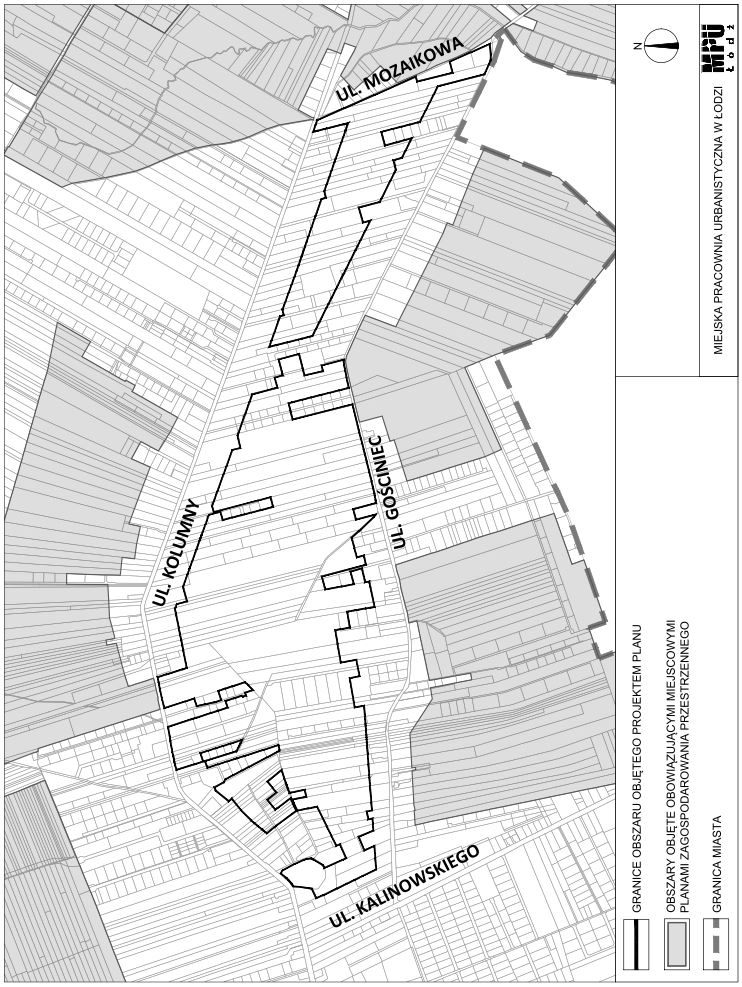 UL. MOZAIKOWA
UL. KOLUMNY
UL. GOŚCINIEC
UL. KALINOWSKIEGO
N
MPU
Łódź
MIEJSKA PRACOWNIA URBANISTYCZNA W ŁODZI
GRANICE OBSZARU OBJĘTEGO PROJEKTEM PLANU
OBSZARY OBJĘTE OBOWIĄZUJĄCYMI MIEJSCOWYMI
PLANAMI ZAGOSPODAROWANIA PRZESTRZENNEGO
GRANICA MIASTA